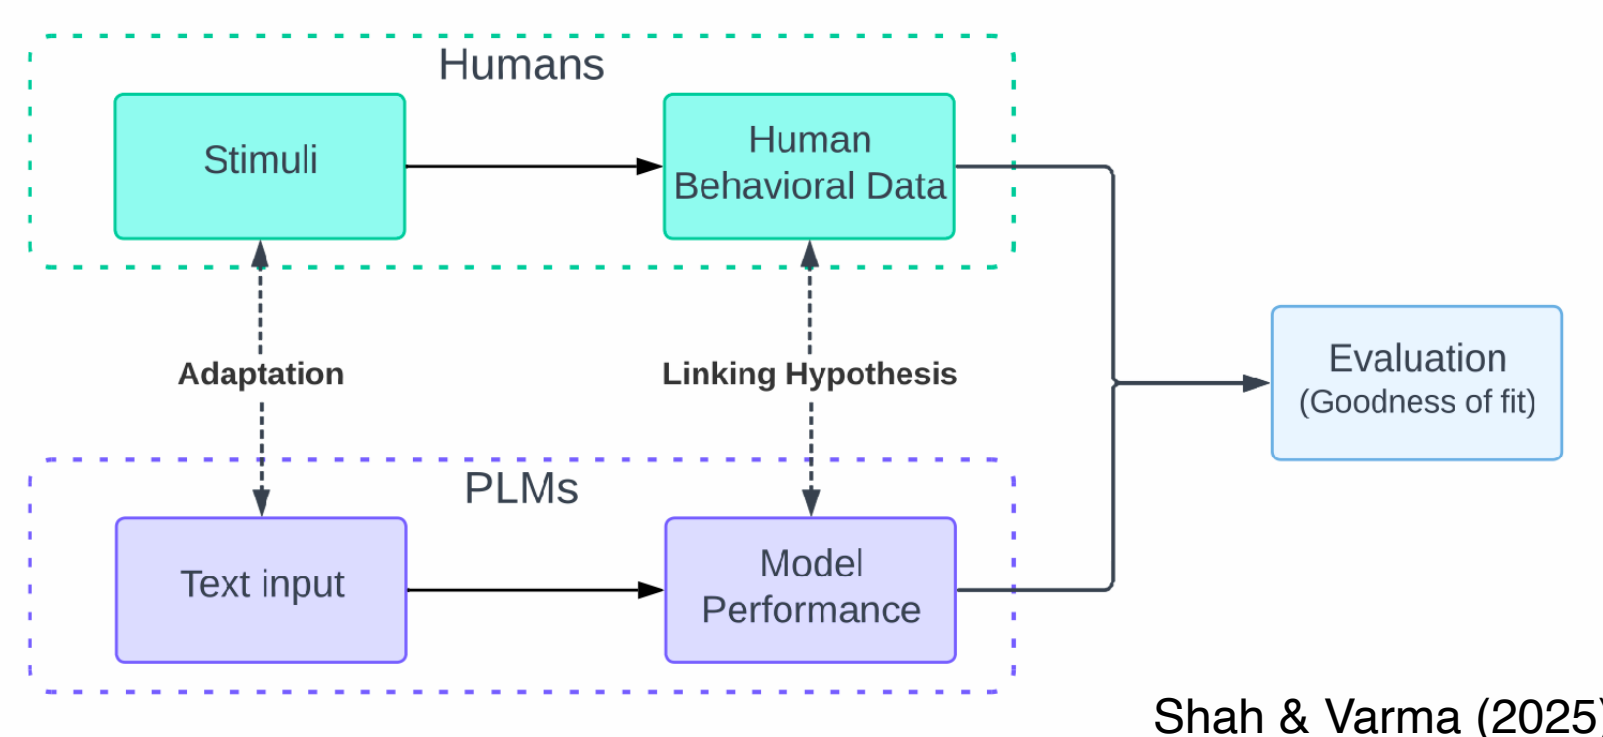 Humans
Stimuli
Human
Behavioral Data
Adaptation
Linking Hypothesis
Evaluation
(Goodness of fit)
PLMs
Text input
Model
Performance
Shah & Varma (2025)